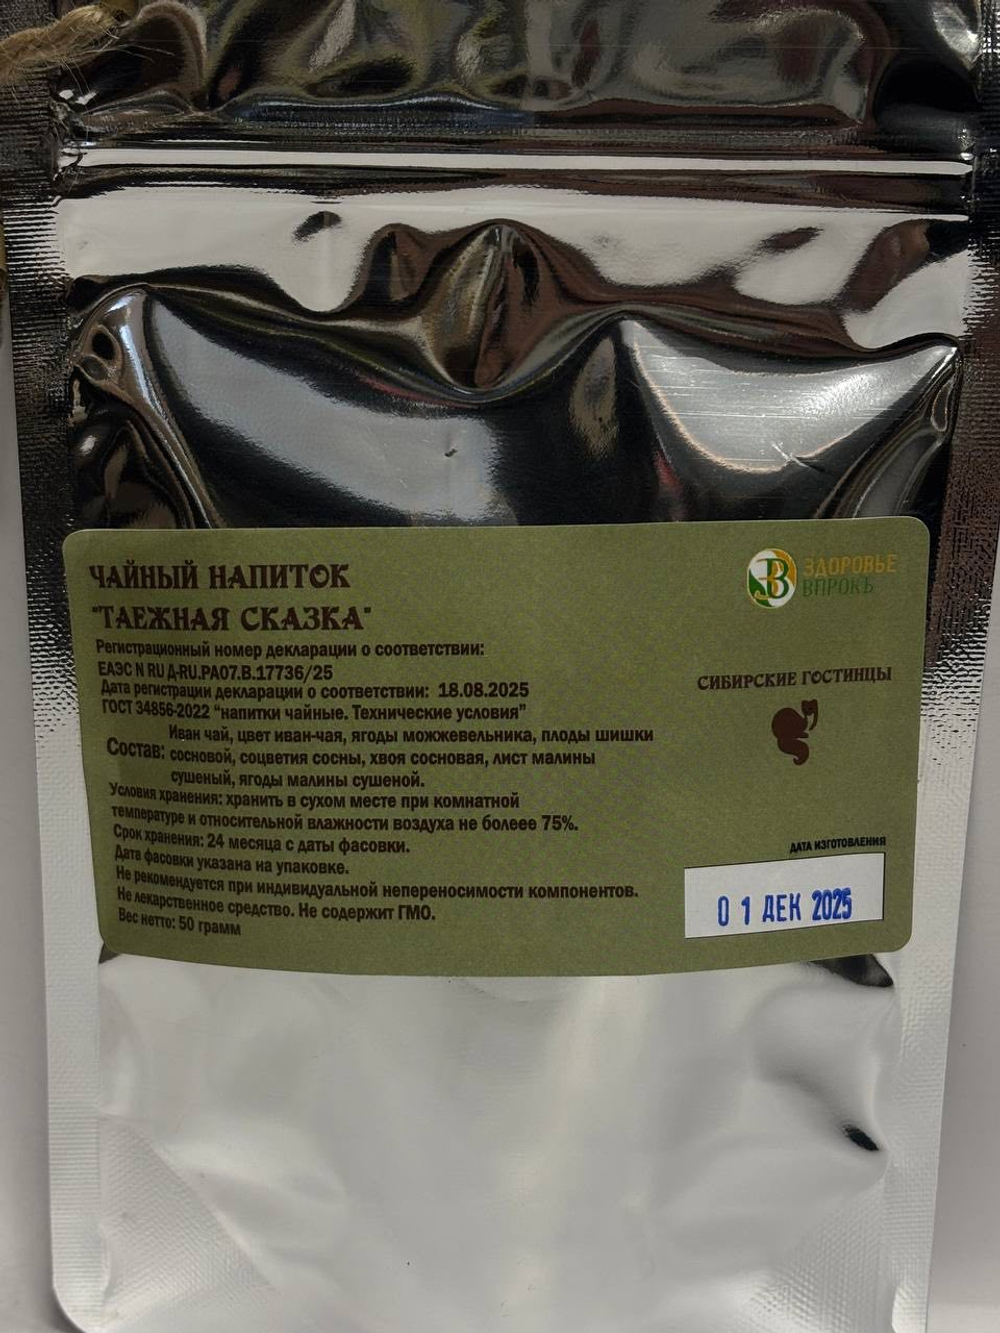 ЧАЙНЫЙ НАПИТОК
"ТАЕЖНАЯ СКАЗКА"
ЗДОРОВЬЕ
ВПРОКЪ
Регистрационный номер декларации о соответствии:
ЕАЭС N RU Д-RU.РА07.В.17736/25
Дата регистрации декларации о соответствии: 18.08.2025
ГОСТ 34856-2022 “напитки чайные. Технические условия”
СИБИРСКИЕ ГОСТИНЦЫ
Состав: Иван чай, цвет иван-чая, ягоды можжевельника, плоды шишки
сосновой, соцветия сосны, хвоя сосновая, лист малины
сушеный, ягоды малины сушеной.
Условия хранения: хранить в сухом месте при комнатной
температуре и относительной влажности воздуха не болеее 75%.
Срок хранения: 24 месяца с даты фасовки.
Дата фасовки указана на упаковке.
Не рекомендуется при индивидуальной непереносимости компонентов.
Не лекарственное средство. Не содержит ГМО.
Вес нетто: 50 грамм
ДАТА ИЗГОТОВЛЕНИЯ
0 1 ДЕК 2025